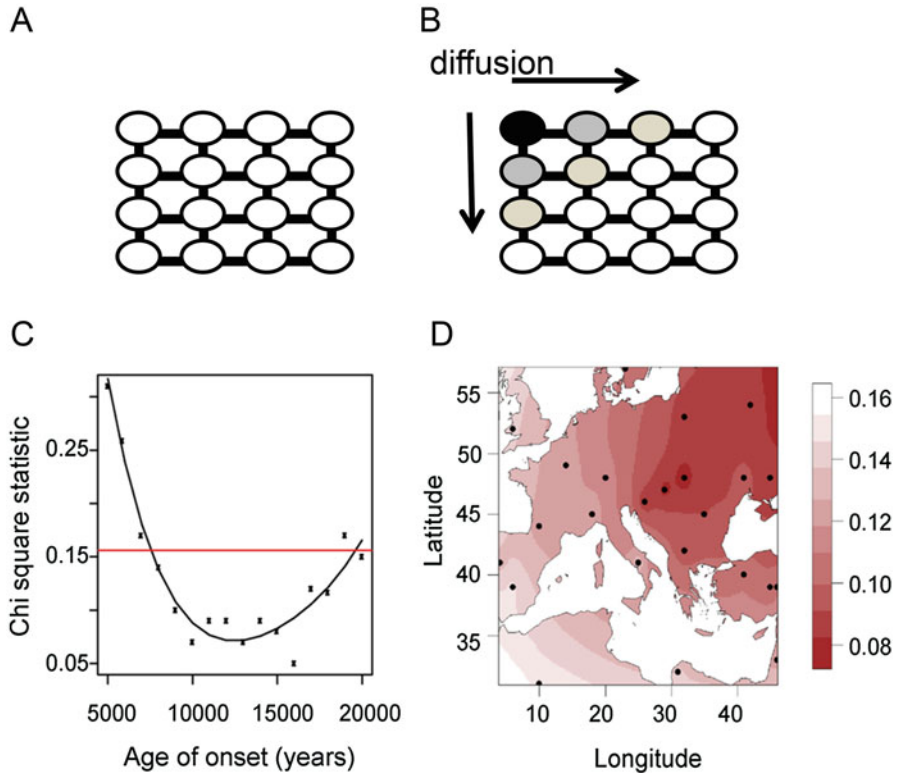 A
B
diffusion
C
Chi square statistic
0.25
0.15
0.05
5000 10000 15000 20000
Age of onset (years)
D
Latitude
55
50
45
40
35
10 20 30 40
Longitude
0.16
0.14
0.12
0.10
0.08